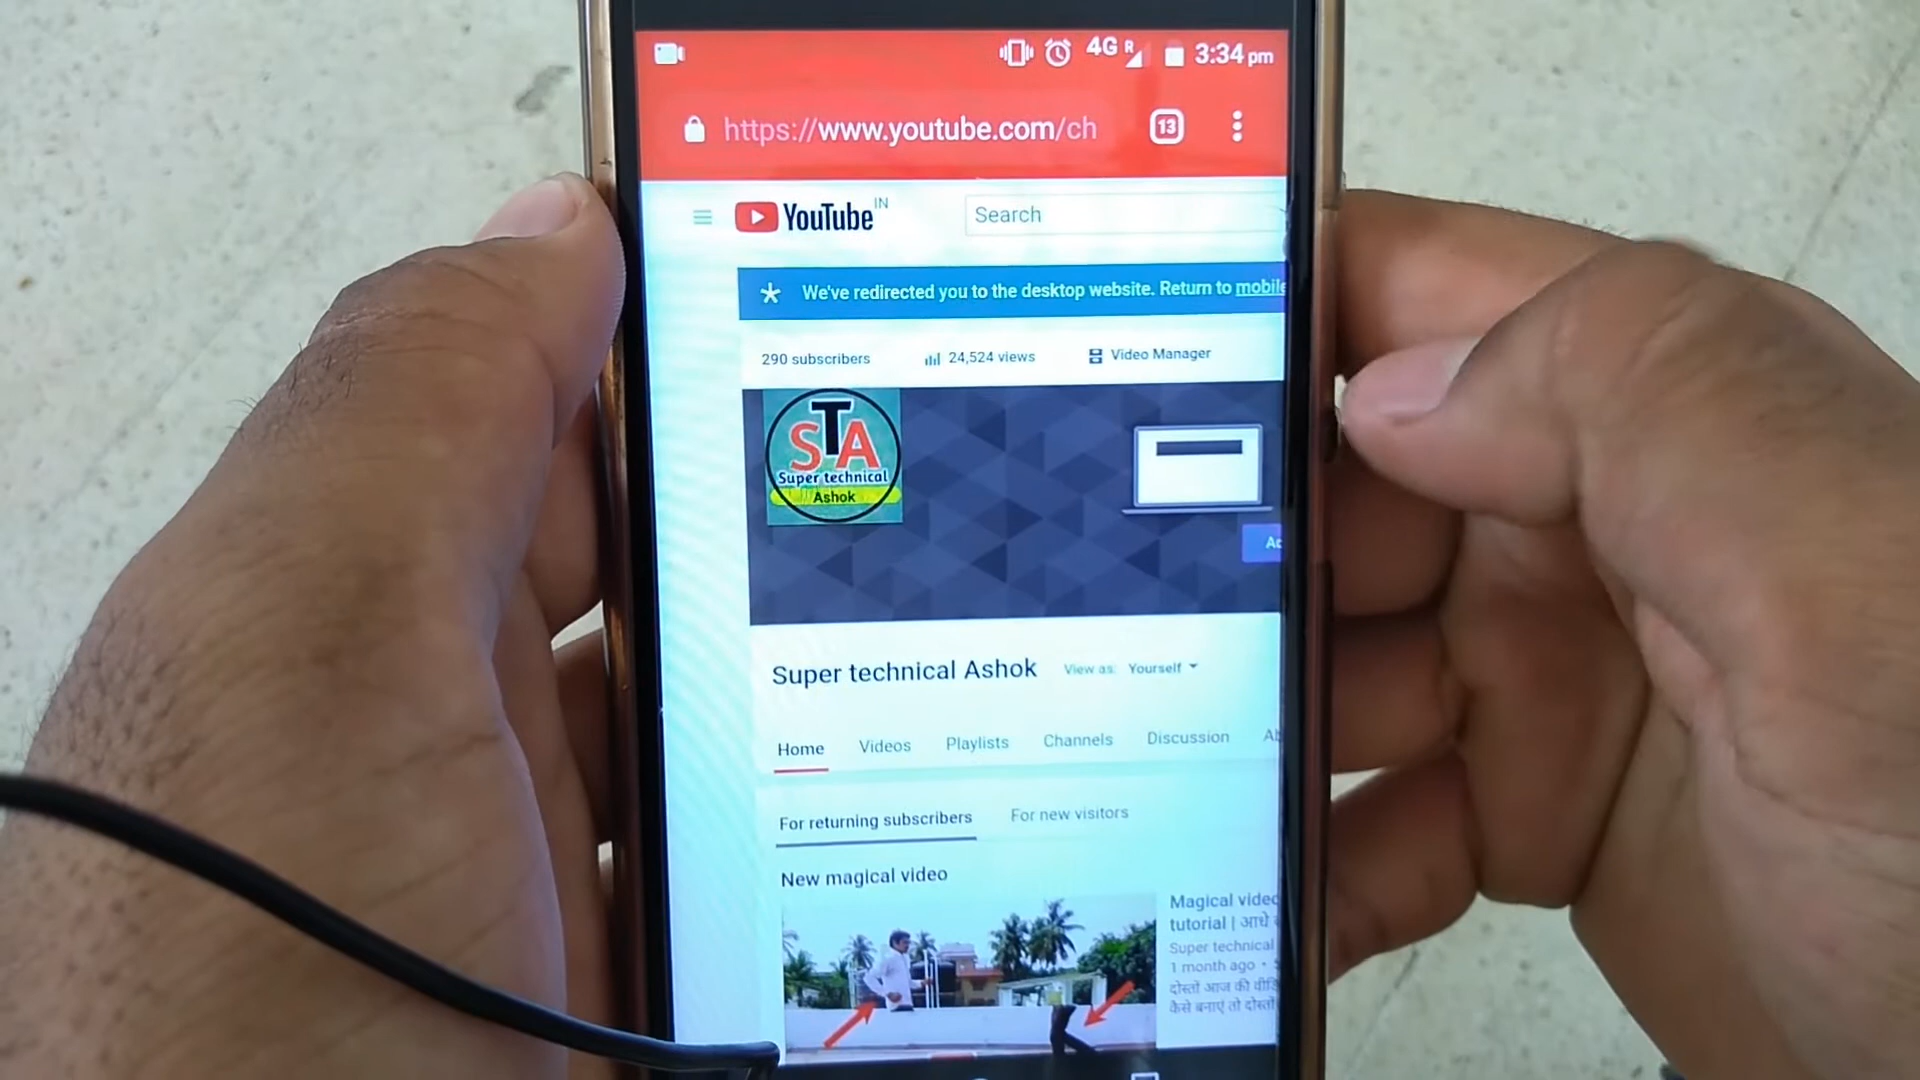 4G R 3:34 pm
https://www.youtube.com/ch 13
YouTube IN Search
We've redirected you to the desktop website. Return to mobile
290 subscribers 24,524 views Video Manager
STA
Super technical
Ashok
Super technical Ashok View as: Yourself
Home Videos Playlists Channels Discussion
For returning subscribers For new visitors
New magical video
Magical video
tutorial | आधे
Super technical
1 month ago •
दोस्तों आज की
कैसे बनाएं तो दोस्तों